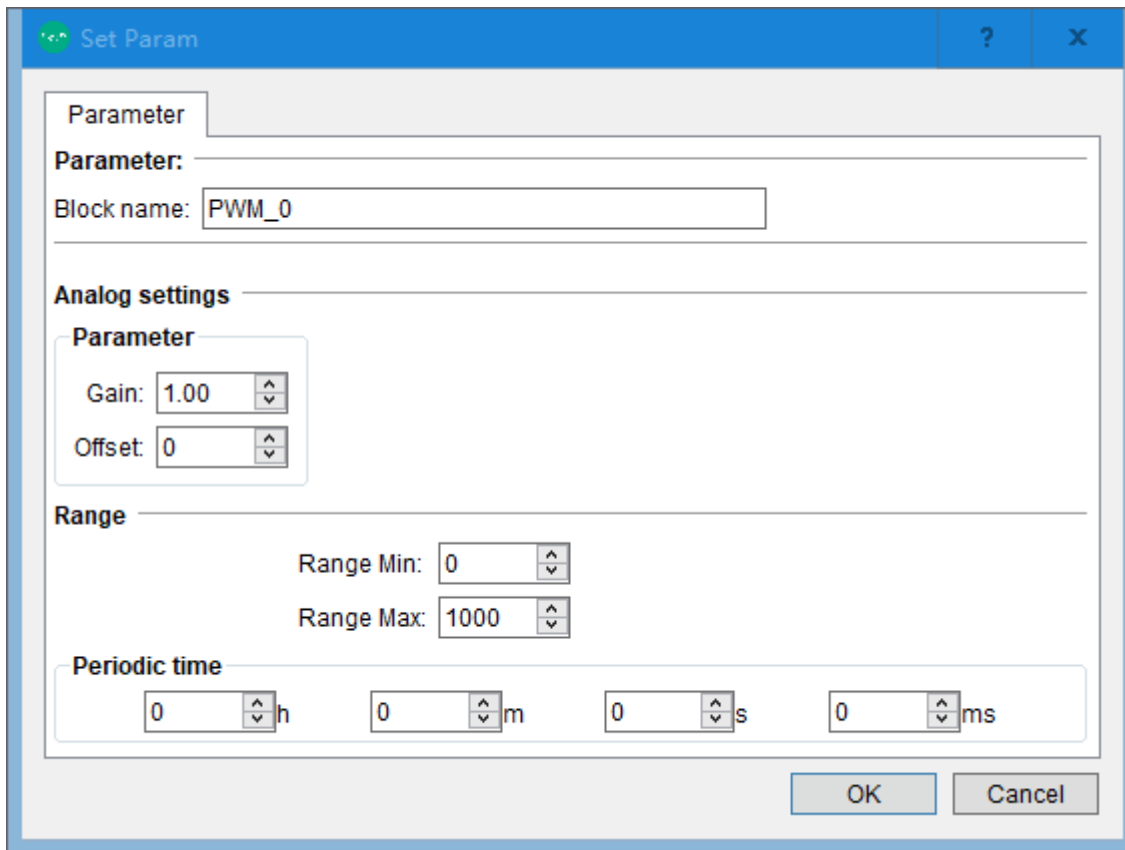 Set Param ? x
Parameter
Parameter:
Block name: PWM_0
Analog settings
Parameter
Gain: 1.00
Offset: 0
Range
Range Min: 0
Range Max: 1000
Periodic time
0 h 0 m 0 s 0 ms
OK Cancel